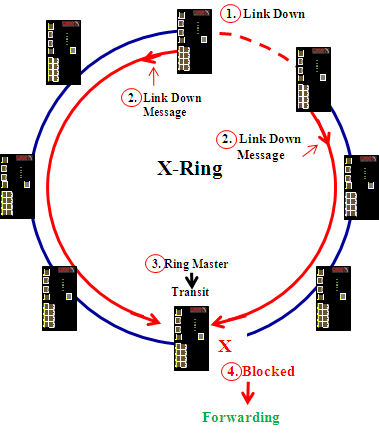 1. Link Down
2. Link Down
Message
2. Link Down
Message
X-Ring
3. Ring Master
Transit
X
4. Blocked
Forwarding